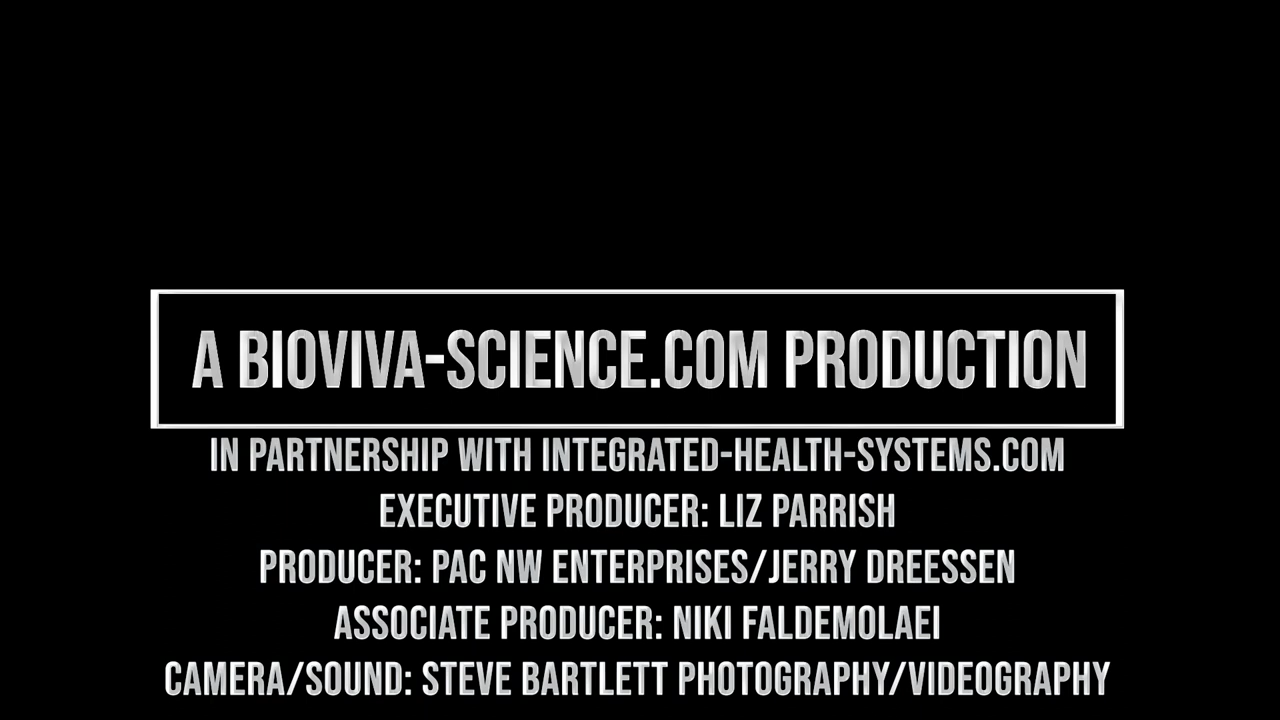 A BIOVIVA-SCIENCE.COM PRODUCTION
IN PARTNERSHIP WITH INTEGRATED-HEALTH-SYSTEMS.COM
EXECUTIVE PRODUCER: LIZ PARRISH
PRODUCER: PAC NW ENTERPRISES/JERRY DREESSEN
ASSOCIATE PRODUCER: NIKI FALDEMOLAEI
CAMERA/SOUND: STEVE BARTLETT PHOTOGRAPHY/VIDEOGRAPHY